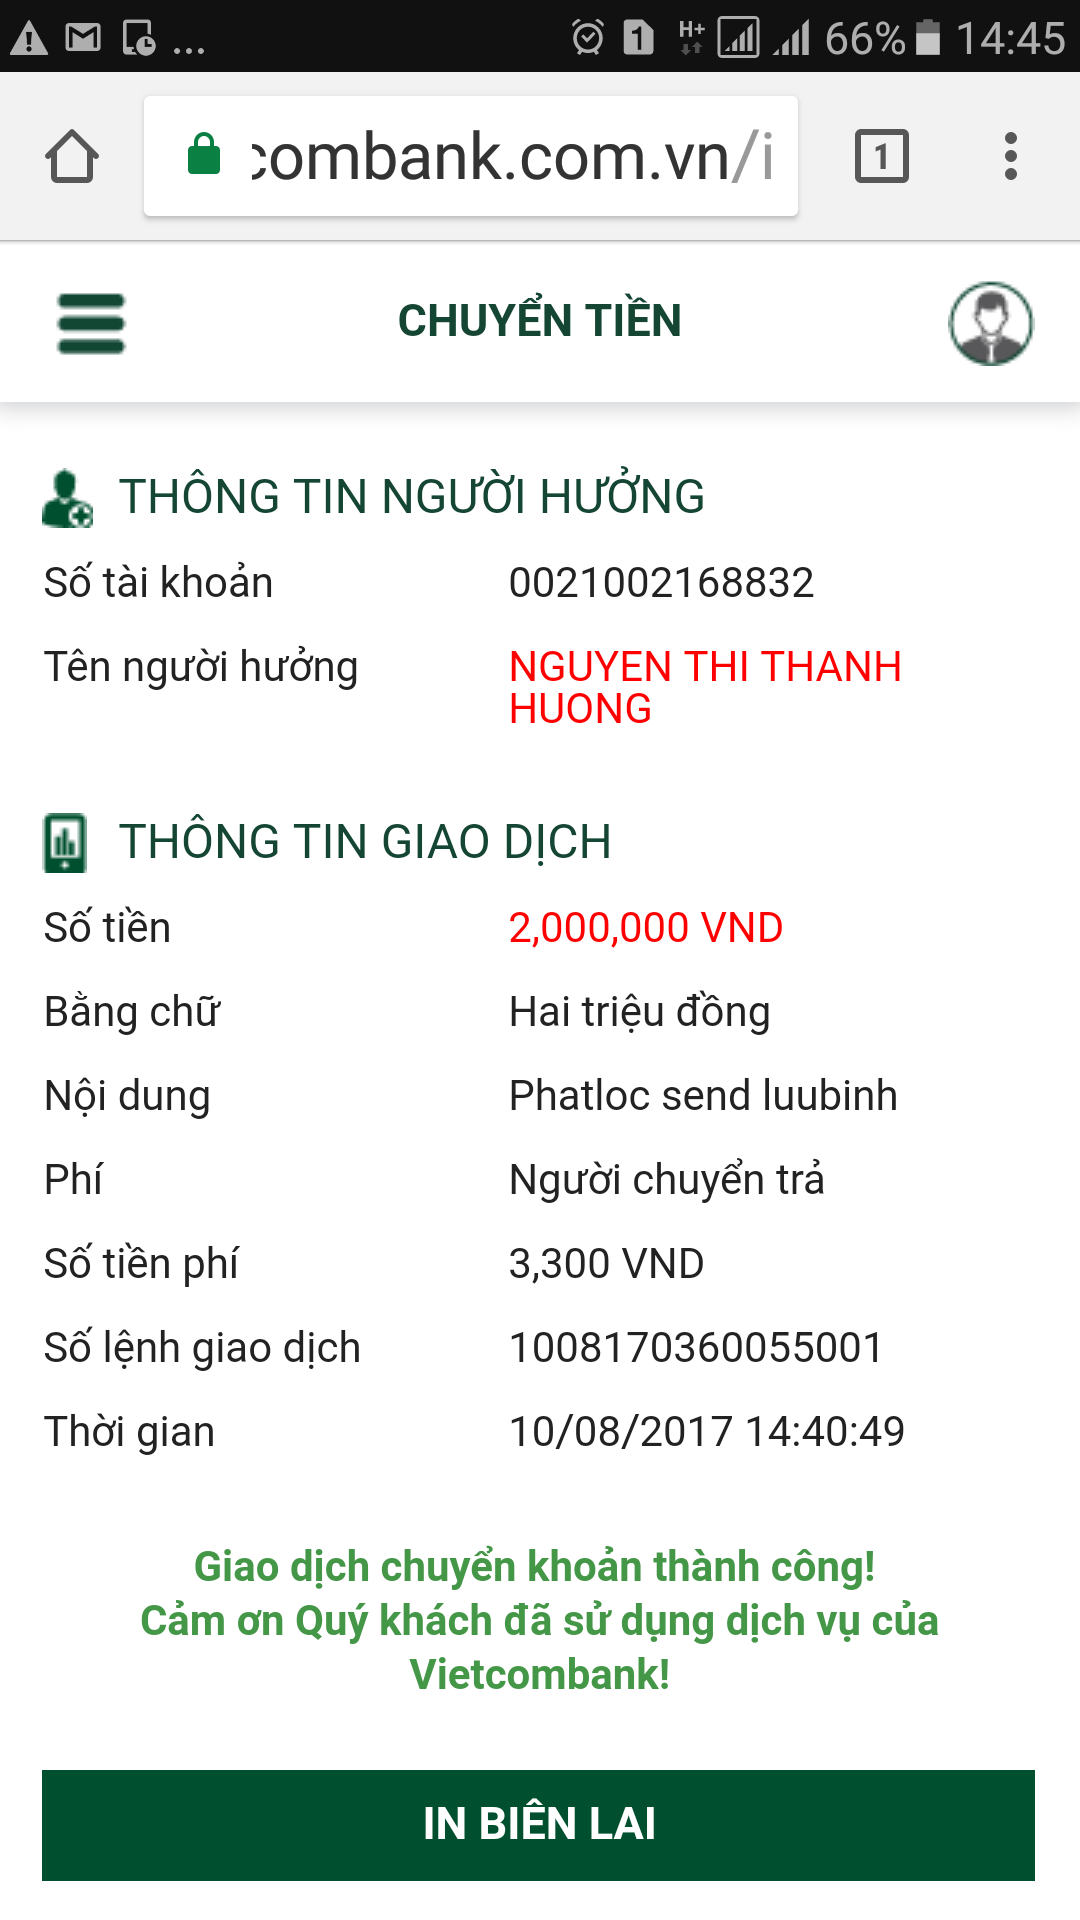 ... 1 H+ 66% 14:45
combank.com.vn/i 1
CHUYỂN TIỀN
THÔNG TIN NGƯỜI HƯỞNG
Số tài khoản 0021002168832
Tên người hưởng NGUYEN THI THANH
HUONG
THÔNG TIN GIAO DỊCH
Số tiền 2,000,000 VND
Bằng chữ Hai triệu đồng
Nội dung Phatloc send luubinh
Phí Người chuyển trả
Số tiền phí 3,300 VND
Số lệnh giao dịch 1008170360055001
Thời gian 10/08/2017 14:40:49
Giao dịch chuyển khoản thành công!
Cảm ơn Quý khách đã sử dụng dịch vụ của
Vietcombank!
IN BIÊN LAI